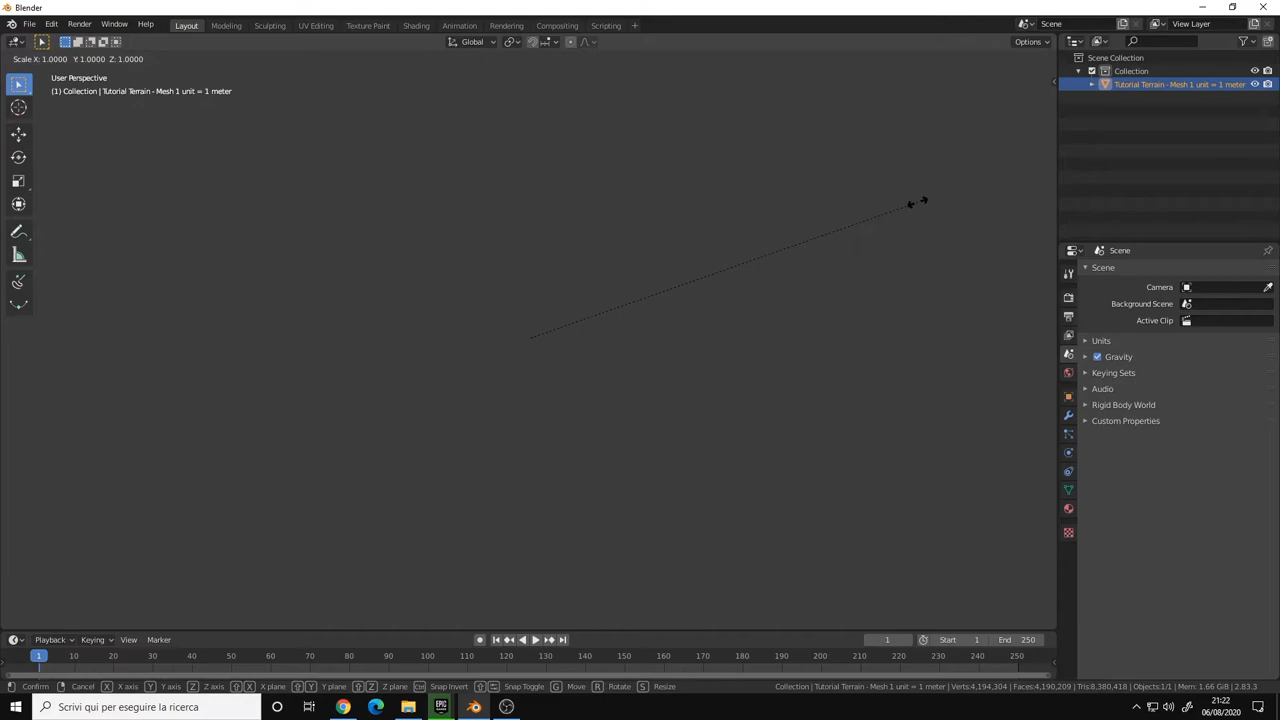 Blender
File Edit Render Window Help
Layout Modeling Sculpting UV Editing Texture Paint Shading Animation Rendering Compositing Scripting +
Scene
View Layer
Global
Options
Scale X: 1.0000 Y: 1.0000 Z: 1.0000
User Perspective
(1) Collection | Tutorial Terrain - Mesh 1 unit = 1 meter
Scene Collection
Collection
Tutorial Terrain - Mesh 1 unit = 1 meter
Scene
Scene
Camera
Background Scene
Active Clip
Units
Gravity
Keying Sets
Audio
Rigid Body World
Custom Properties
Playback Keying View Marker
1 Start 1 End 250
1 10 20 30 40 50 60 70 80 90 100 110 120 130 140 150 160 170 180 190 200 210 220 230 240 250
Confirm Cancel X X axis Y Y axis Z Z axis X X plane Y Y plane Z Z plane Ctrl Snap Invert Snap Toggle G Move R Rotate S Resize
Collection | Tutorial Terrain - Mesh 1 unit = 1 meter | Verts:4,194,304 | Faces:4,190,209 | Tris:8,380,418 | Objects:1/1 | Mem: 1.66 GiB | 2.83.3
Scrivi qui per eseguire la ricerca
EPIC
21:22
06/08/2020